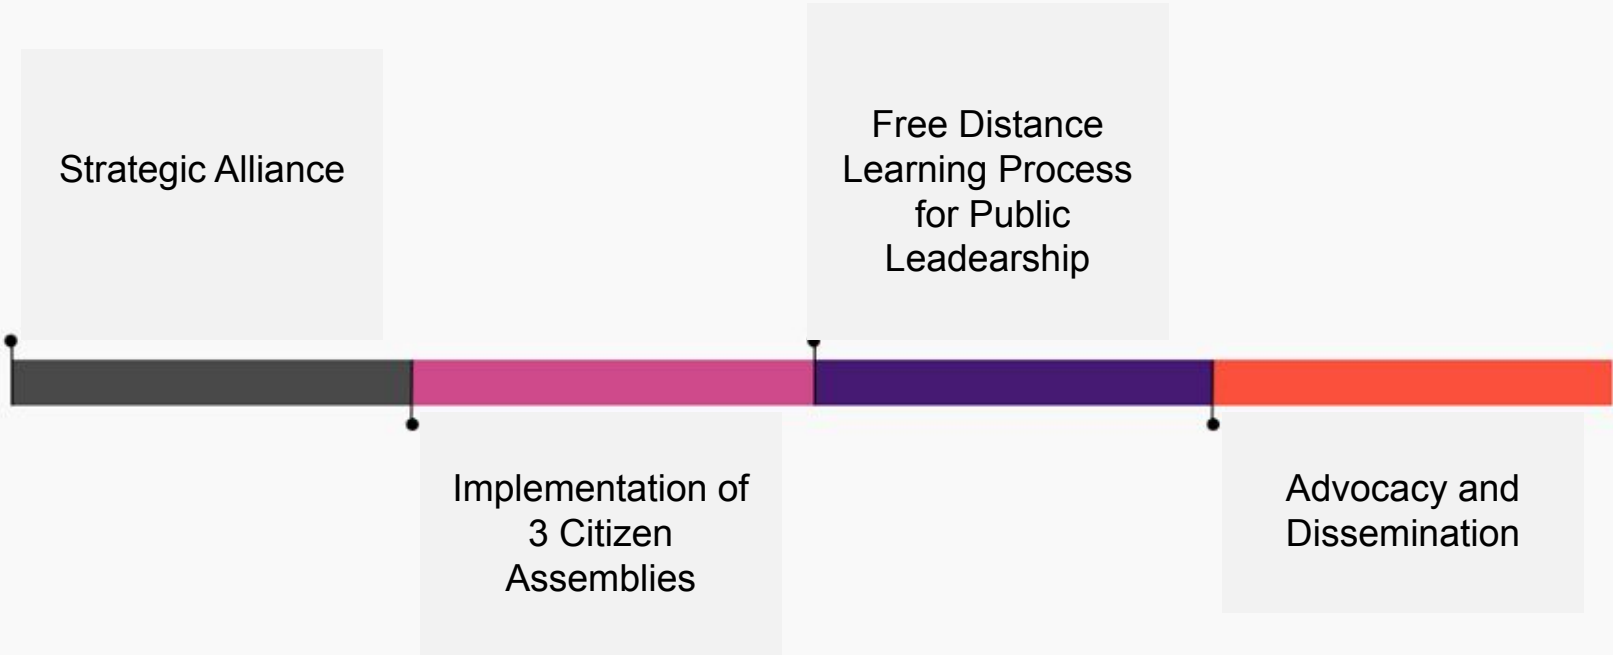 Strategic Alliance
Implementation of
3 Citizen
Assemblies
Free Distance
Learning Process
for Public
Leadearship
Advocacy and
Dissemination